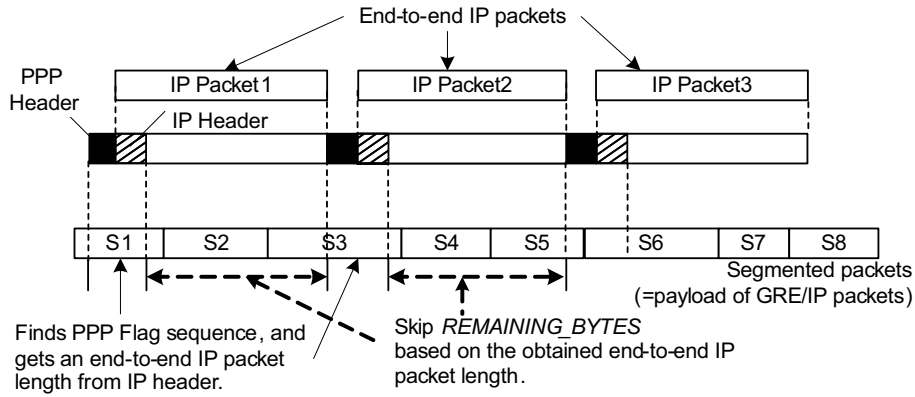 End-to-end IP packets
IP Packet1
IP Packet2
IP Packet3
PPP
Header
IP Header
S1
S2
S3
S4
S5
S6
S7
S8
Segmented packets
(=payload of GRE/IP packets)
Finds PPP Flag sequence, and
gets an end-to-end IP packet
length from IP header.
Skip REMAINING_BYTES
based on the obtained end-to-end IP
packet length.